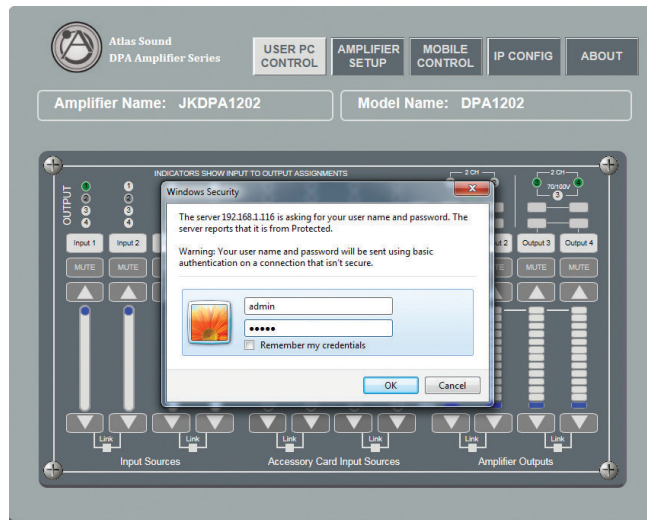 Atlas Sound
DPA Amplifier Series
USER PC
CONTROL
AMPLIFIER
SETUP
MOBILE
CONTROL
IP CONFIG
ABOUT
Amplifier Name: JKDPA1202
Model Name: DPA1202
INDICATORS SHOW INPUT TO OUTPUT ASSIGNMENTS
2 CH
2 CH
70/100V
OUTPUT
1
2
3
4
1
2
3
4
3
4
3
Windows Security
The server 192.168.1.116 is asking for your user name and password. The
server reports that it is from Protected.
Warning: Your user name and password will be sent using basic
authentication on a connection that isn't secure.
admin
●●●●●
Remember my credentials
OK
Cancel
Input 1
Input 2
ut 2
Output 3
Output 4
MUTE
MUTE
MUTE
MUTE
Link
Link
Link
Link
Link
Link
Input Sources
Accessory Card Input Sources
Amplifier Outputs